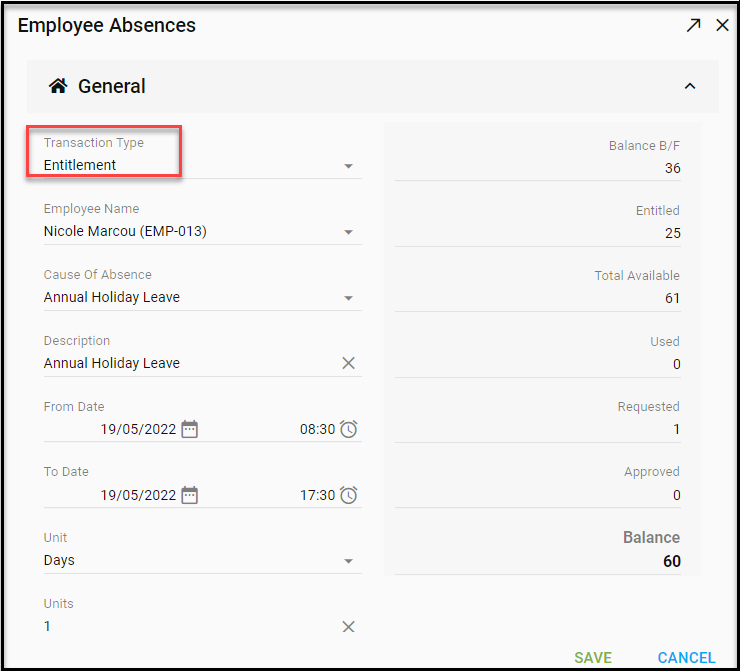 Employee Absences
General
Transaction Type
Entitlement
Employee Name
Nicole Marcou (EMP-013)
Cause Of Absence
Annual Holiday Leave
Description
Annual Holiday Leave
From Date
19/05/2022 08:30
To Date
19/05/2022 17:30
Unit
Days
Units
1
Balance B/F
36
Entitled
25
Total Available
61
Used
0
Requested
1
Approved
0
Balance
60
SAVE CANCEL